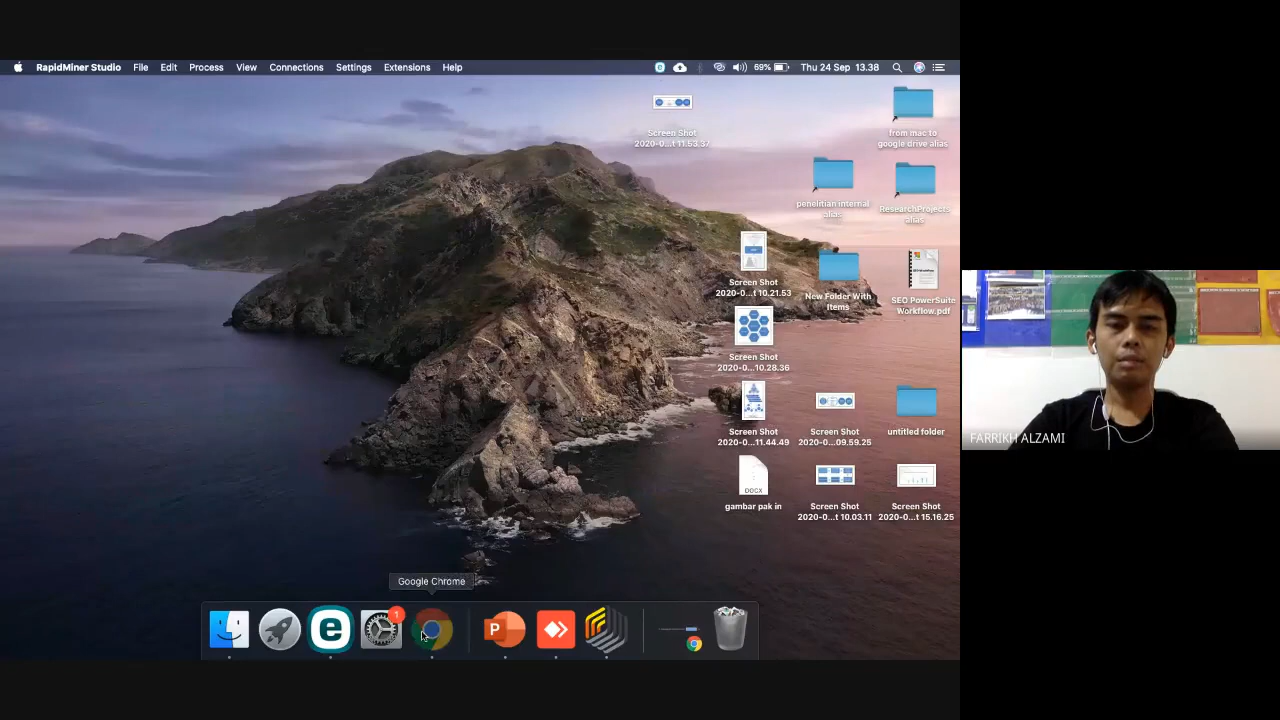 RapidMiner Studio File Edit Process View Connections Settings Extensions Help
69% Thu 24 Sep 13.38
Screen Shot
2020-0...t 11.53.37
from mac to
google drive alias
penelitian internal
alias
ResearchProjects
alias
Screen Shot
2020-0...t 10.21.53
New Folder With
Items
SEO PowerSuite
Workflow.pdf
Screen Shot
2020-0...10.28.36
Screen Shot
2020-0...11.44.49
Screen Shot
2020-0...09.59.25
untitled folder
DOCX
gambar pak in
Screen Shot
2020-0...t 10.03.11
Screen Shot
2020-0...t 15.16.25
FARRIKH ALZAMI
Google Chrome
1
e
P